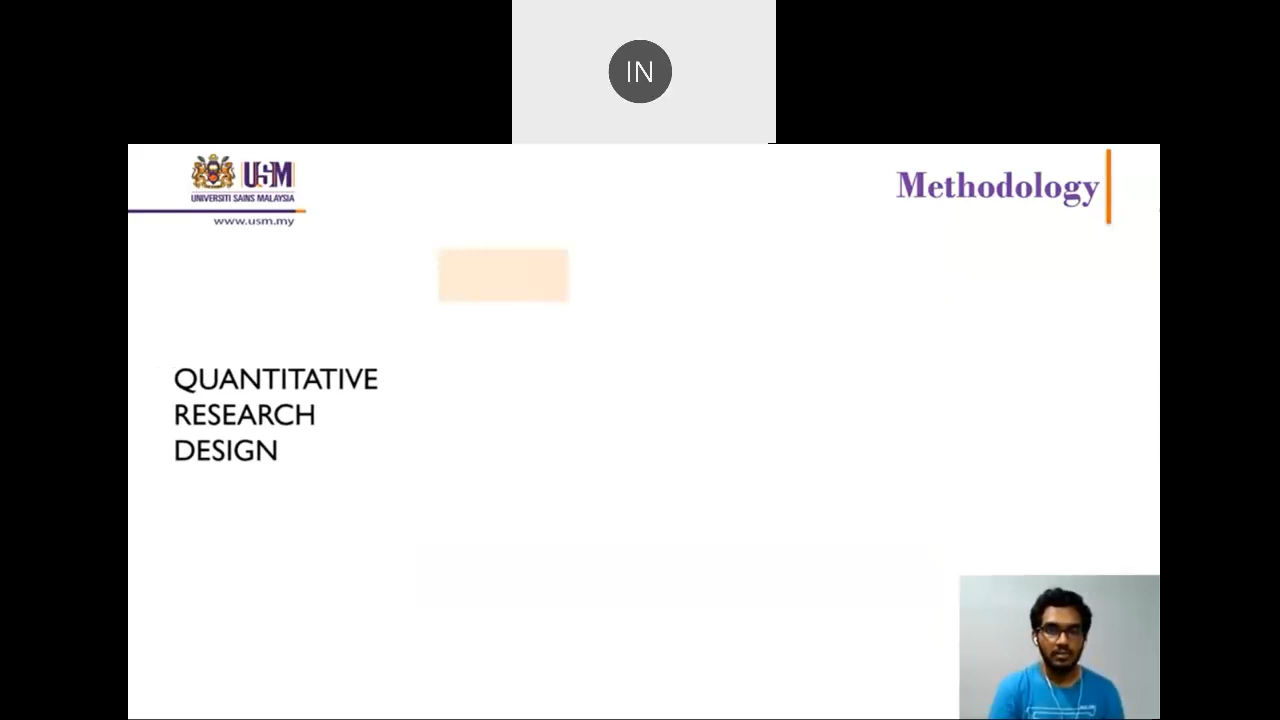 IN
USM
UNIVERSITI SAINS MALAYSIA
www.usm.my
Methodology
QUANTITATIVE
RESEARCH
DESIGN